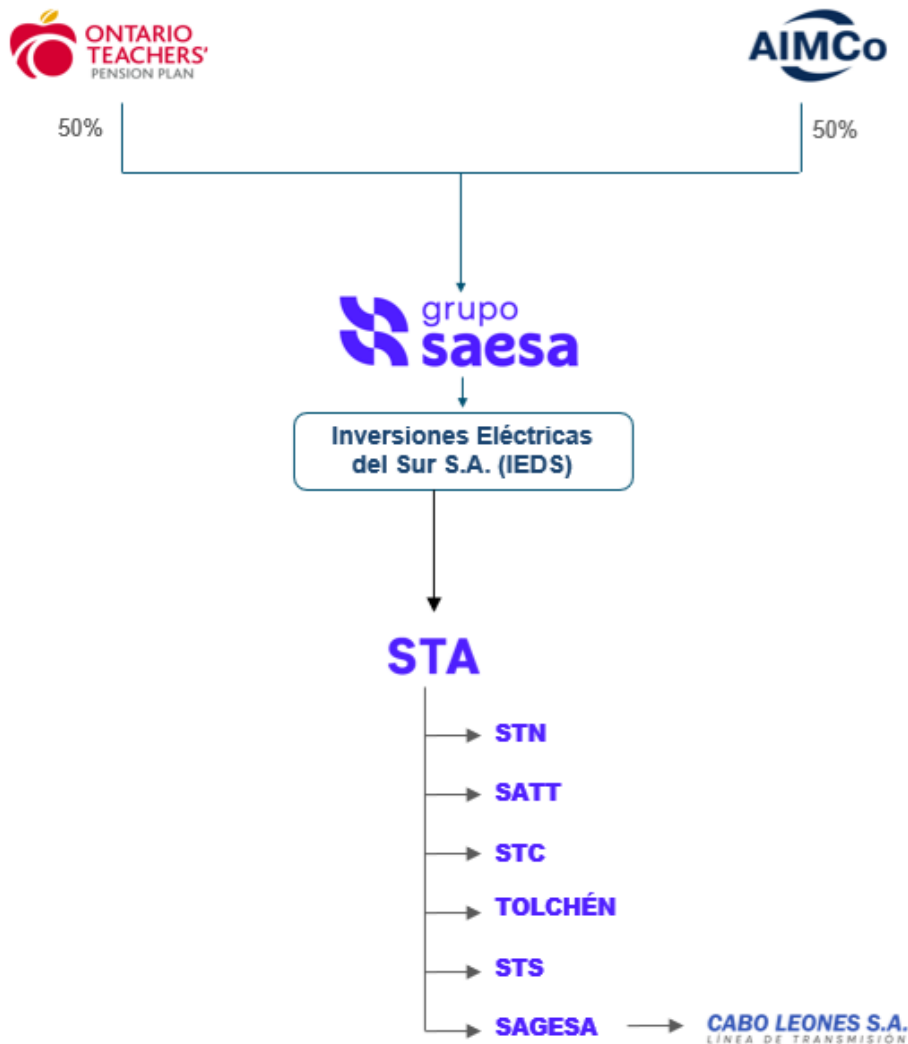 ONTARIO
TEACHERS'
PENSION PLAN
AIMCo
50%
50%
grupo
saesa
Inversiones Eléctricas
del Sur S.A. (IEDS)
STA
STN
SATT
STC
TOLCHÉN
STS
SAGESA
CABO LEONES S.A.
LÍNEA DE TRANSMISIÓN